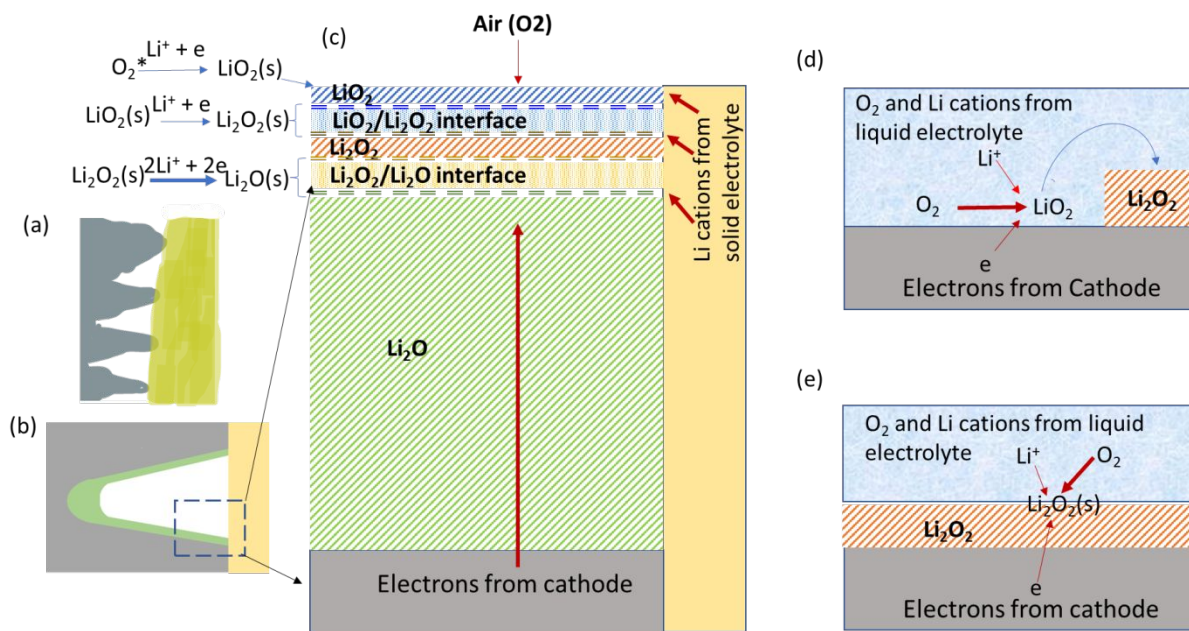 (c)
Air (O2)
O₂* Li⁺ + e LiO₂(s)
LiO₂(s) Li⁺ + e Li₂O₂(s)
Li₂O₂(s) 2Li⁺ + 2e Li₂O(s)
LiO₂
LiO₂/Li₂O₂ interface
Li₂O₂
Li₂O₂/Li₂O interface
Li cations from
solid electrolyte
Li₂O
Electrons from cathode
(a)
(b)
(d)
O₂ and Li cations from
liquid electrolyte
Li⁺
O₂
LiO₂
Li₂O₂
e
Electrons from Cathode
(e)
O₂ and Li cations from liquid
electrolyte
Li⁺
O₂
Li₂O₂(s)
Li₂O₂
e
Electrons from cathode